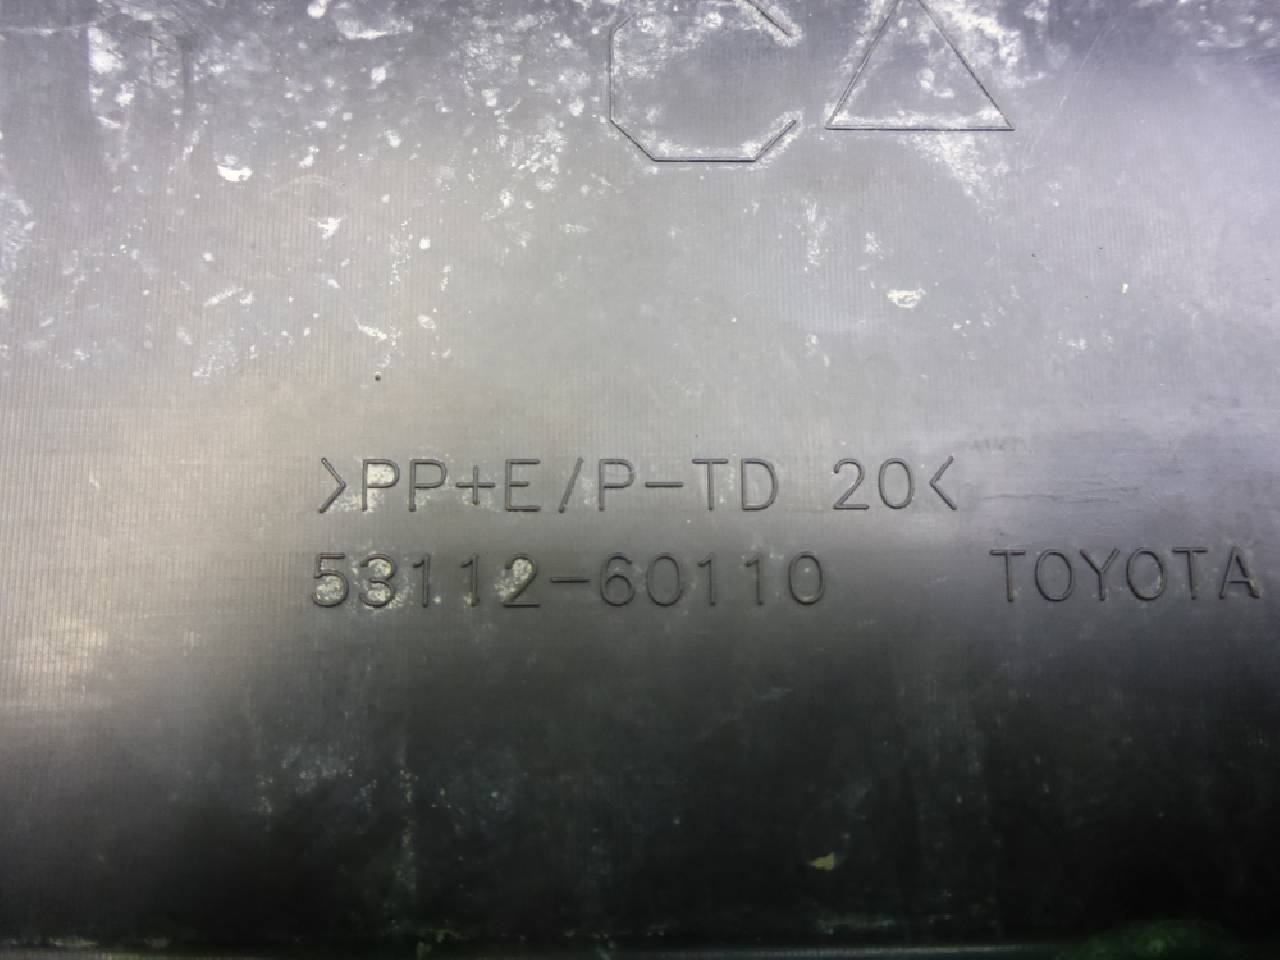 C△
>PP+E/P-TD 20<
53112-60110 TOYOTA